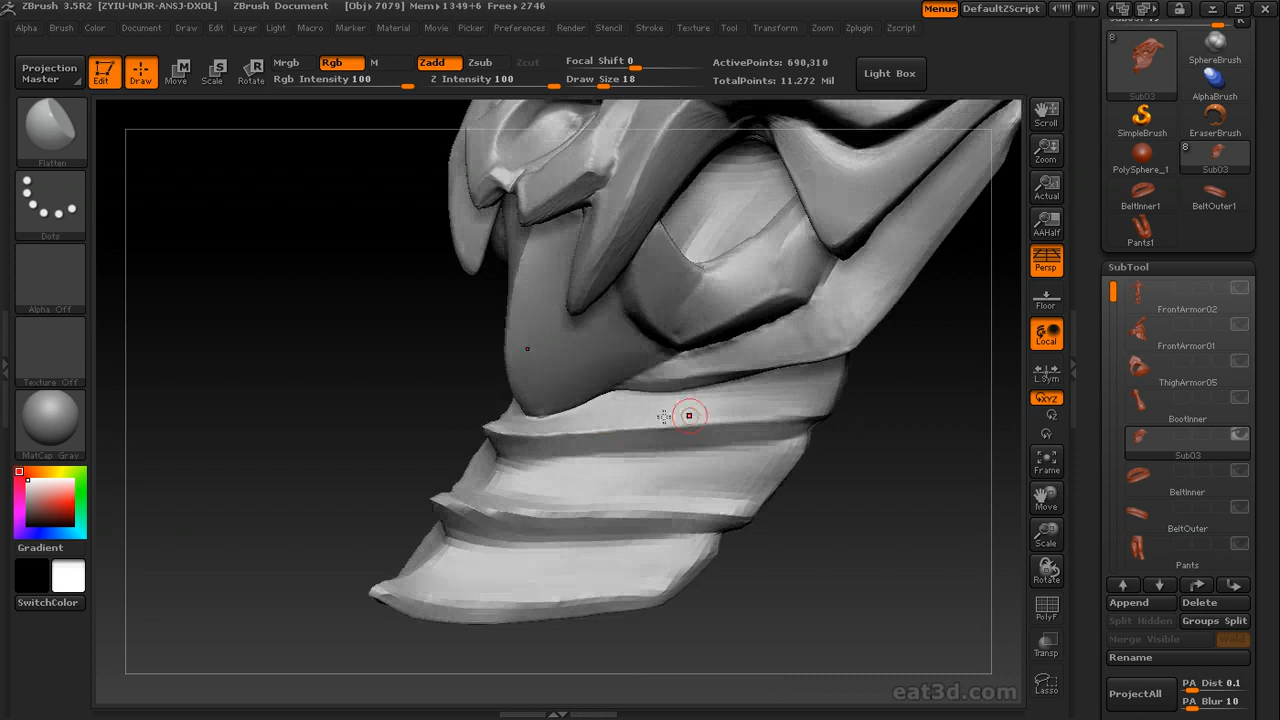 ZBrush 3.5R2 [ZYIU-UMJR-ANSJ-DXOL] ZBrush Document [Obj▸7079] Mem▸1349+6 Free▸2746 Menus DefaultZScript
Alpha Brush Color Document Draw Edit Layer Light Macro Marker Material Movie Picker Preferences Render Stencil Stroke Texture Tool Transform Zoom Zplugin Zscript
Projection Master
Edit Draw Move Scale Rotate
Mrgb Rgb M
Rgb Intensity 100
Zadd Zsub Zcut
Z Intensity 100
Focal Shift 0
Draw Size 18
ActivePoints: 690,310
TotalPoints: 11.272 Mil
Light Box
Flatten
Dots
Alpha Off
Texture Off
MatCap Gray
Gradient
SwitchColor
Scroll
Zoom
Actual
AAHalf
Persp
Floor
Local
L.Sym
XYZ
Z
Y
Frame
Move
Scale
Rotate
PolyF
Transp
Lasso
R
8
Sub03
SphereBrush
AlphaBrush
SimpleBrush EraserBrush
8
PolySphere_1 Sub03
BeltInner1 BeltOuter1
Pants1
SubTool
FrontArmor02
FrontArmor01
ThighArmor05
BootInner
Sub03
BeltInner
BeltOuter
Pants
Append Delete
Split Hidden Groups Split
Merge Visible Weld
Rename
ProjectAll
PA Dist 0.1
PA Blur 10
eat3d.com